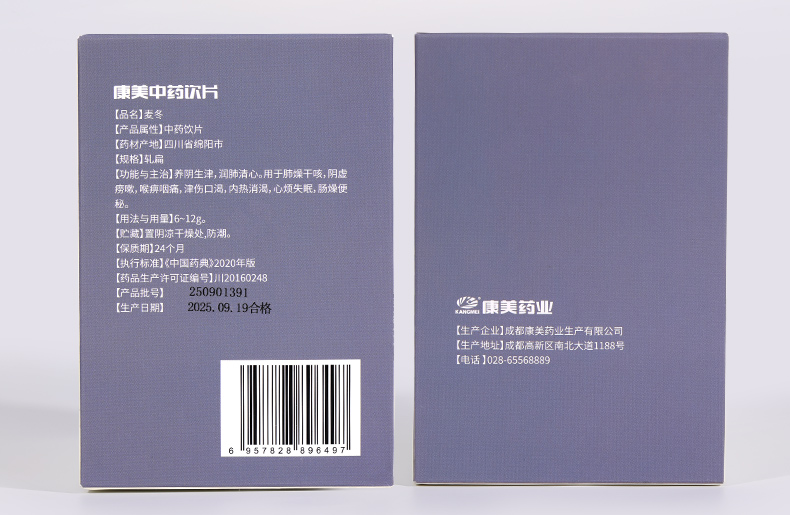 康美中药饮片
【品名】麦冬
【产品属性】中药饮片
【药材产地】四川省绵阳市
【规格】轧扁
【功能与主治】养阴生津，润肺清心。用于肺燥干咳，阴虚
痨嗽，喉痹咽痛，津伤口渴，内热消渴，心烦失眠，肠燥便
秘。
【用法与用量】6~12g。
【贮藏】置阴凉干燥处,防潮。
【保质期】24个月
【执行标准】《中国药典》2020年版
【药品生产许可证编号】川20160248
【产品批号】 250901391
【生产日期】 2025.09.19合格
6 957828 896497
KANGMEI 康美药业
【生产企业】成都康美药业生产有限公司
【生产地址】成都高新区南北大道1188号
【电话】028-65568889